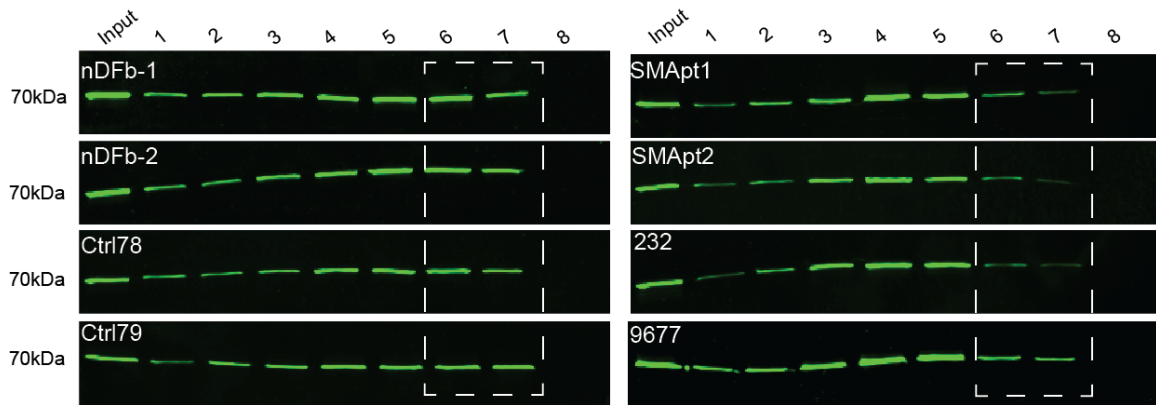 Input 1 2 3 4 5 6 7 8
nDFb-1
70kDa
nDFb-2
70kDa
Ctrl78
70kDa
Ctrl79
70kDa
Input 1 2 3 4 5 6 7 8
SMApt1
SMApt2
232
9677